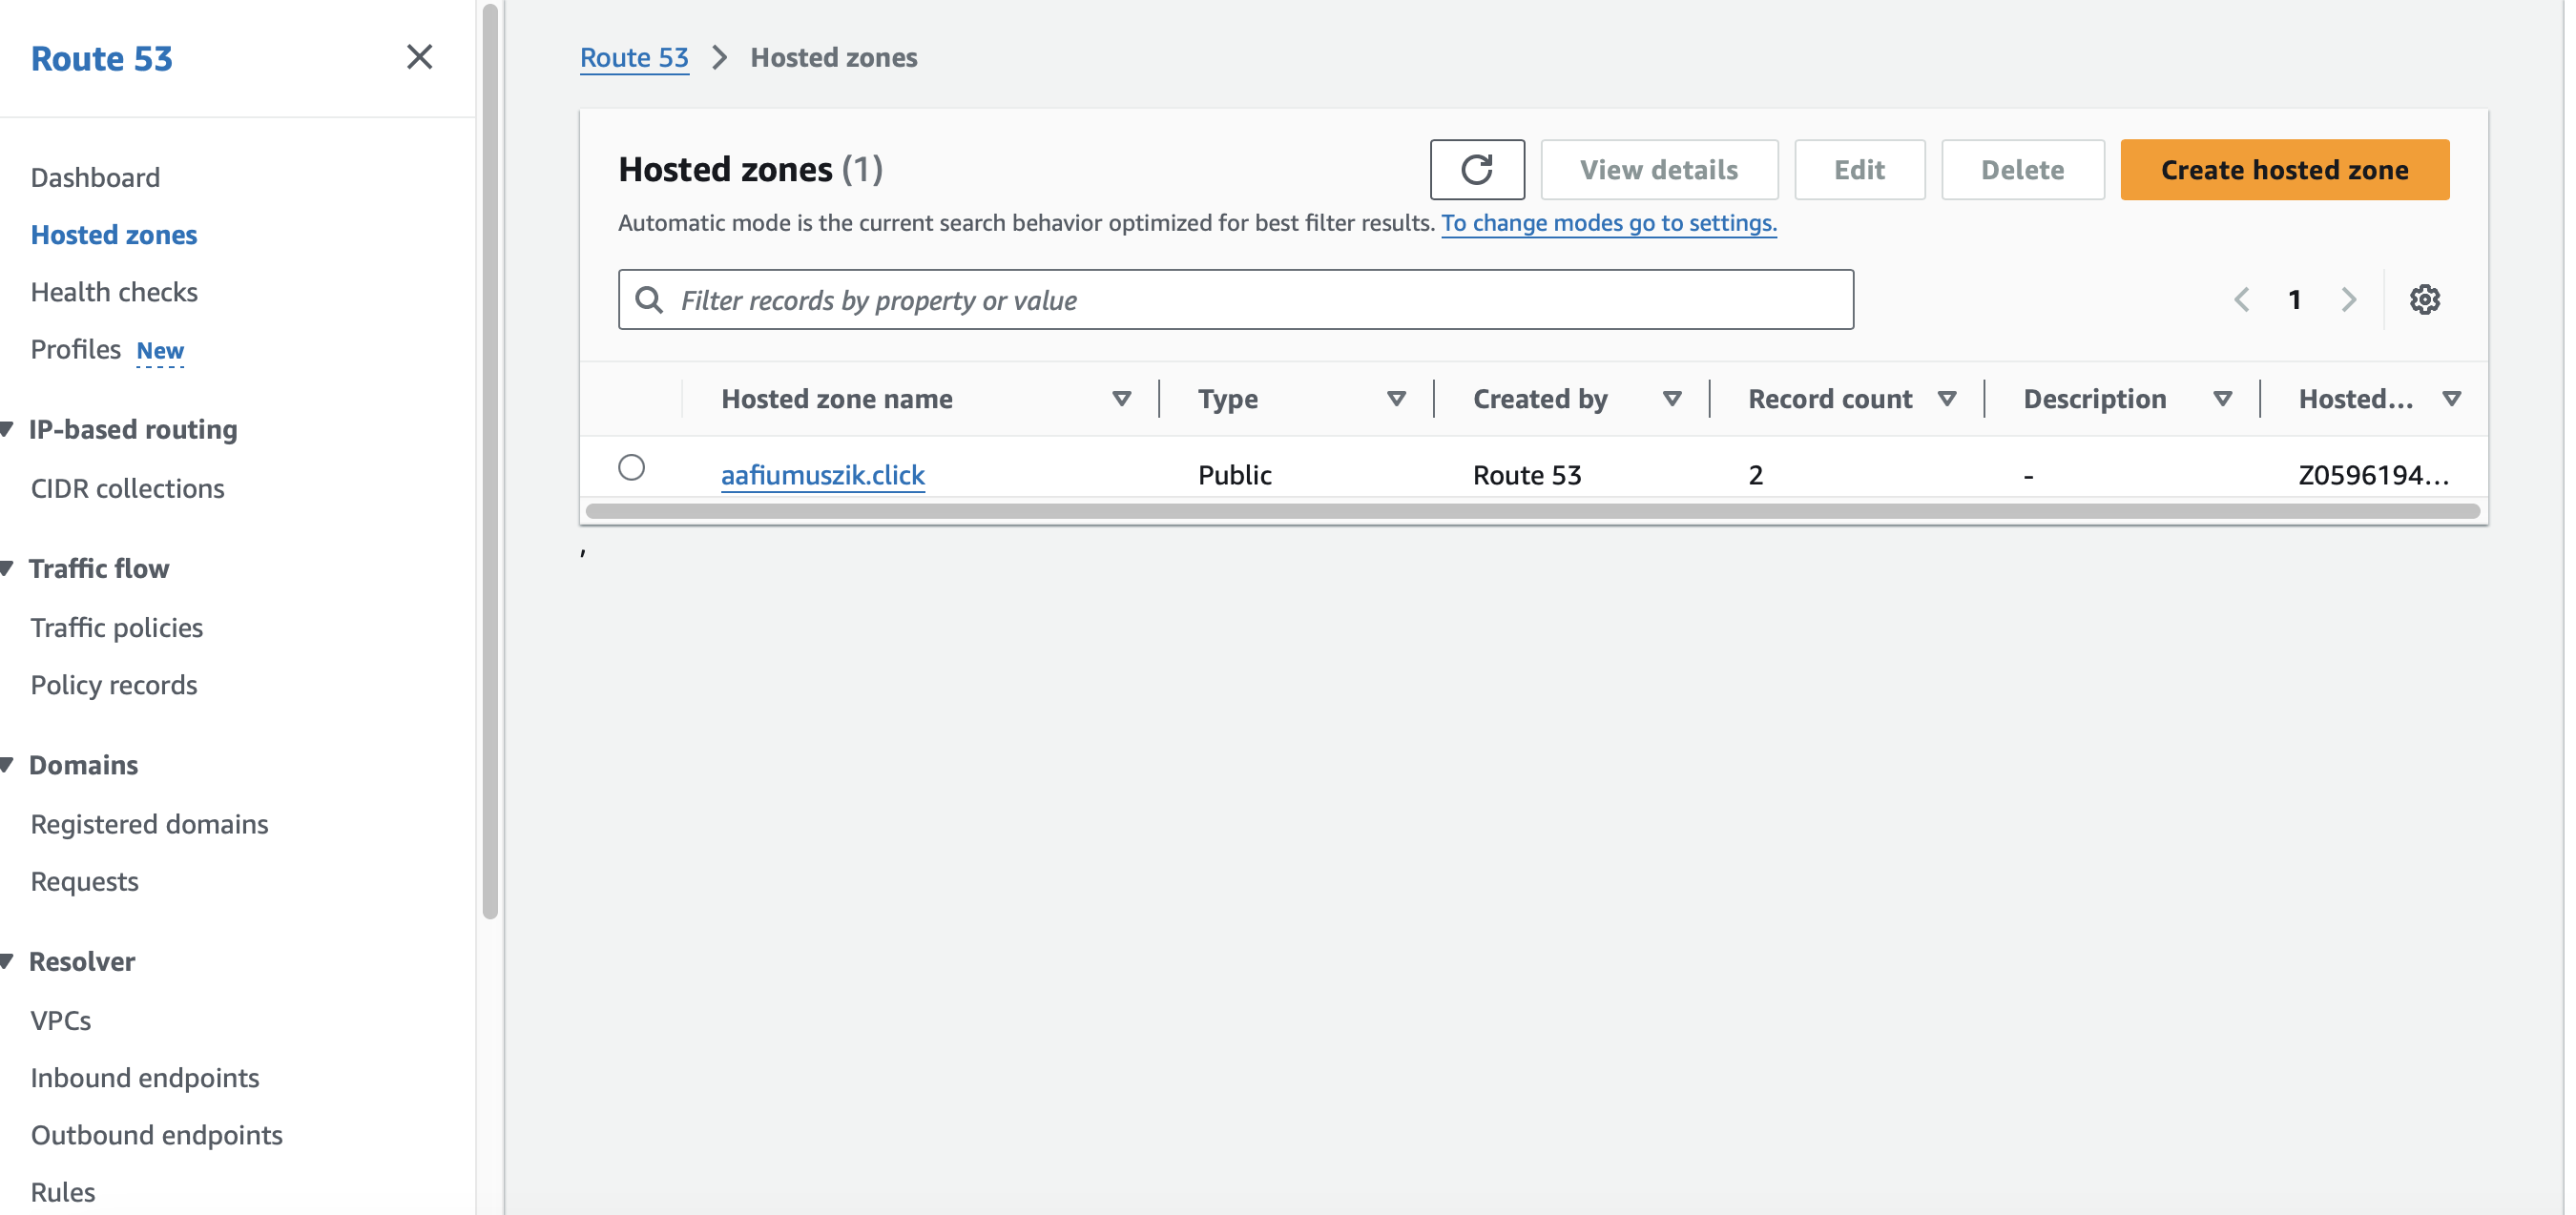 Route 53
Dashboard
Hosted zones
Health checks
Profiles New
IP-based routing
CIDR collections
Traffic flow
Traffic policies
Policy records
Domains
Registered domains
Requests
Resolver
VPCs
Inbound endpoints
Outbound endpoints
Rules
Route 53 > Hosted zones
Hosted zones (1)
View details
Edit
Delete
Create hosted zone
Automatic mode is the current search behavior optimized for best filter results. To change modes go to settings.
Filter records by property or value
1
Hosted zone name Type Created by Record count Description Hosted...
aafiumuszik.click Public Route 53 2 - Z0596194...
,